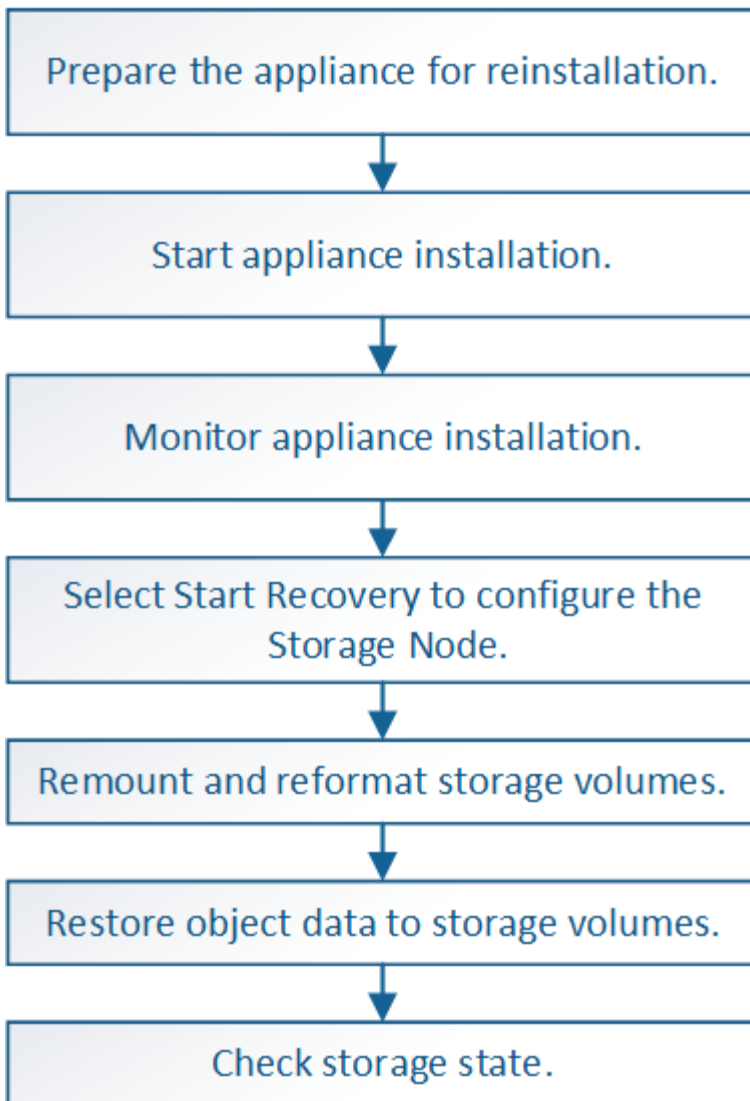 Prepare the appliance for reinstallation.
Start appliance installation.
Monitor appliance installation.
Select Start Recovery to configure the
Storage Node.
Remount and reformat storage volumes.
Restore object data to storage volumes.
Check storage state.